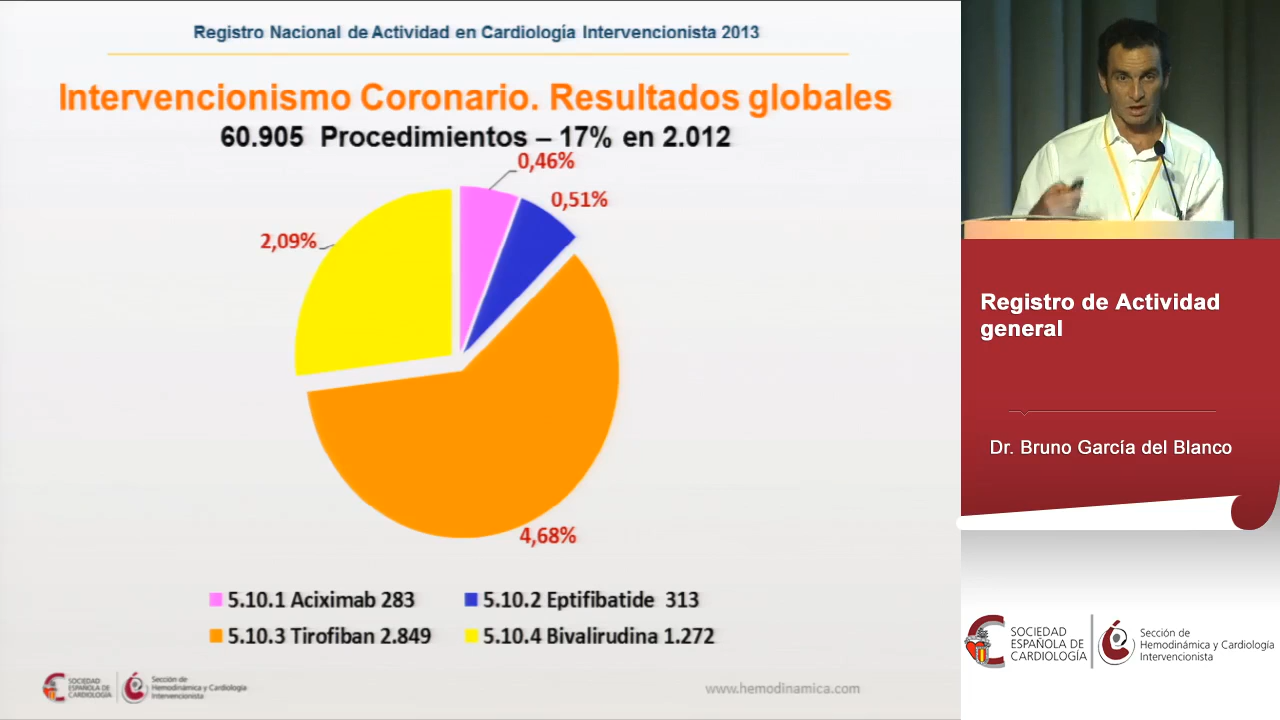 Registro Nacional de Actividad en Cardiología Intervencionista 2013
Intervencionismo Coronario. Resultados globales
60.905 Procedimientos – 17% en 2.012
0,46%
0,51%
2,09%
4,68%
5.10.1 Aciximab 283
5.10.2 Eptifibatide 313
5.10.3 Tirofiban 2.849
5.10.4 Bivalirudina 1.272
SOCIEDAD
ESPAÑOLA DE
CARDIOLOGÍA
Sección de
Hemodinámica y Cardiología
Intervencionista
www.hemodinamica.com
Registro de Actividad
general
Dr. Bruno García del Blanco
SOCIEDAD
ESPAÑOLA DE
CARDIOLOGÍA
Sección de
Hemodinámica y Cardiología
Intervencionista